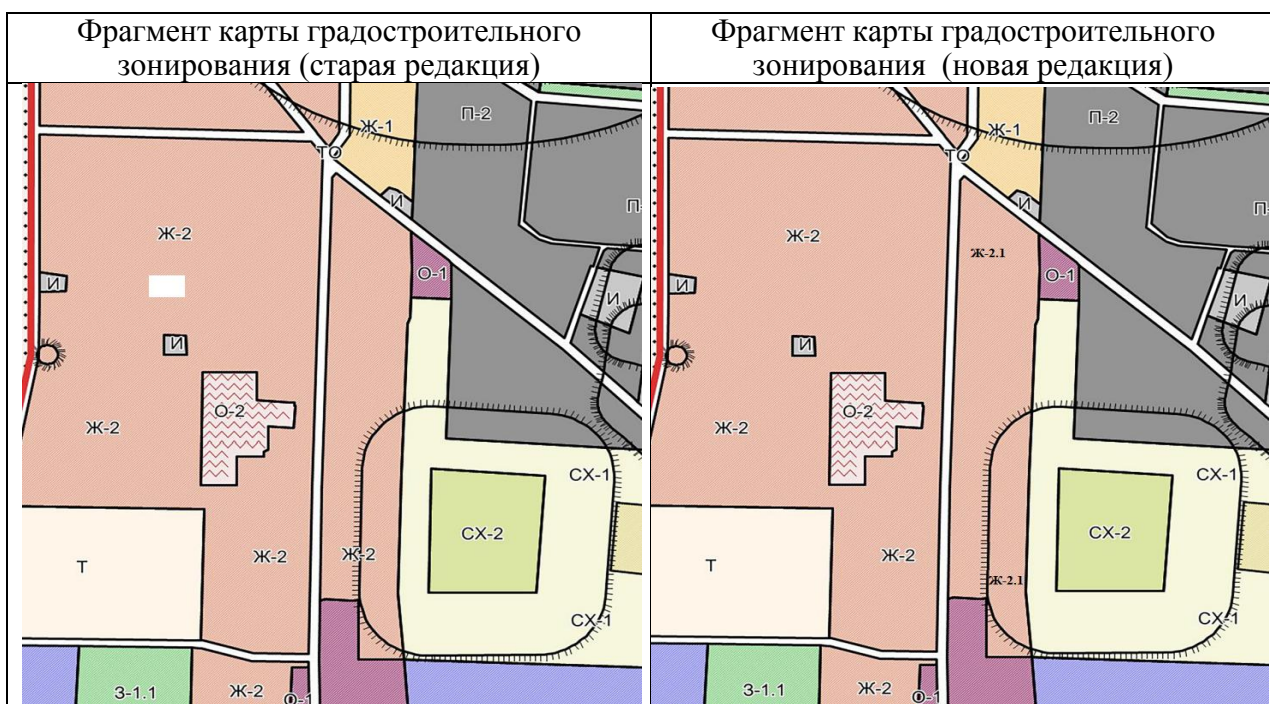 Фрагмент карты градостроительного
зонирования (старая редакция)
Фрагмент карты градостроительного
зонирования (новая редакция)
Ж-1
П-2
ТО
И
П-
Ж-2
О-1
И
И
И
О-2
Ж-2
СХ-1
СХ-2
Ж-2
Ж-2
Т
СХ-1
З-1.1
Ж-2
О-1
Ж-1
П-2
ТО
И
П-
Ж-2
Ж-2.1
О-1
И
И
И
О-2
Ж-2
СХ-1
СХ-2
Ж-2
Т
Ж-2.1
СХ-1
З-1.1
Ж-2
О-1